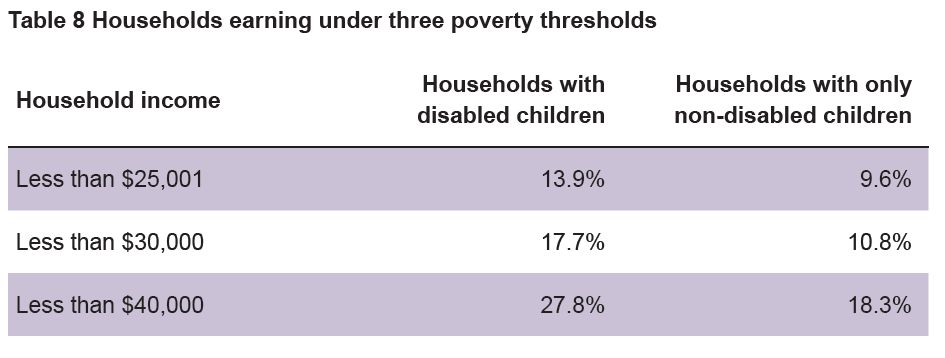 Table 8 Households earning under three poverty thresholds
Household income
Households with
disabled children
Households with only
non-disabled children
Less than $25,001 13.9% 9.6%
Less than $30,000 17.7% 10.8%
Less than $40,000 27.8% 18.3%